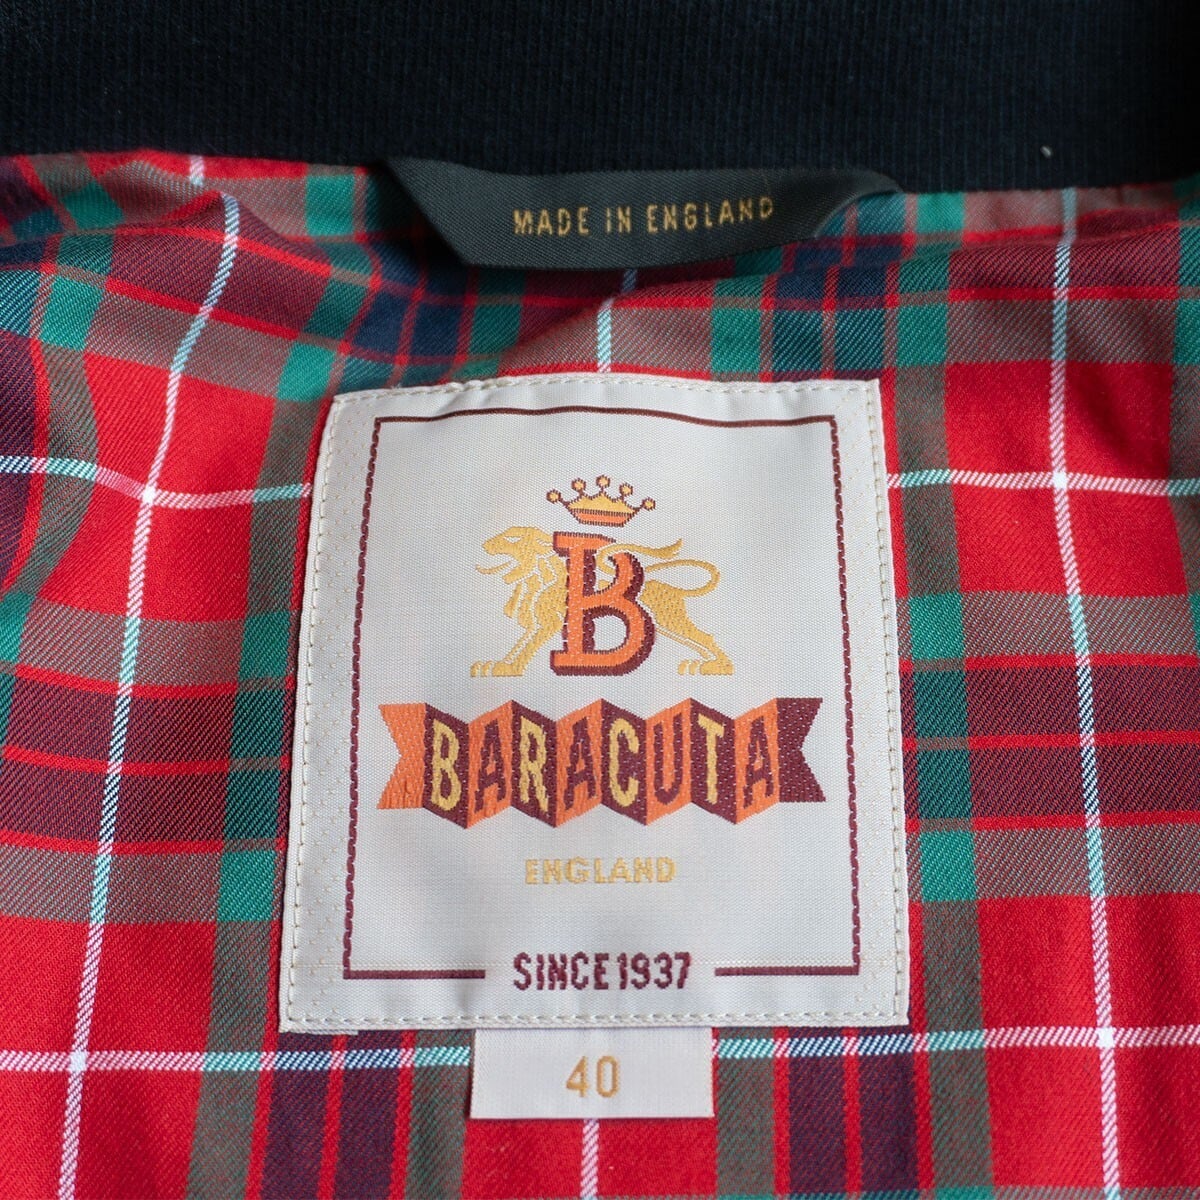 MADE IN ENGLAND
B
BARACUTA
ENGLAND
SINCE 1937
40